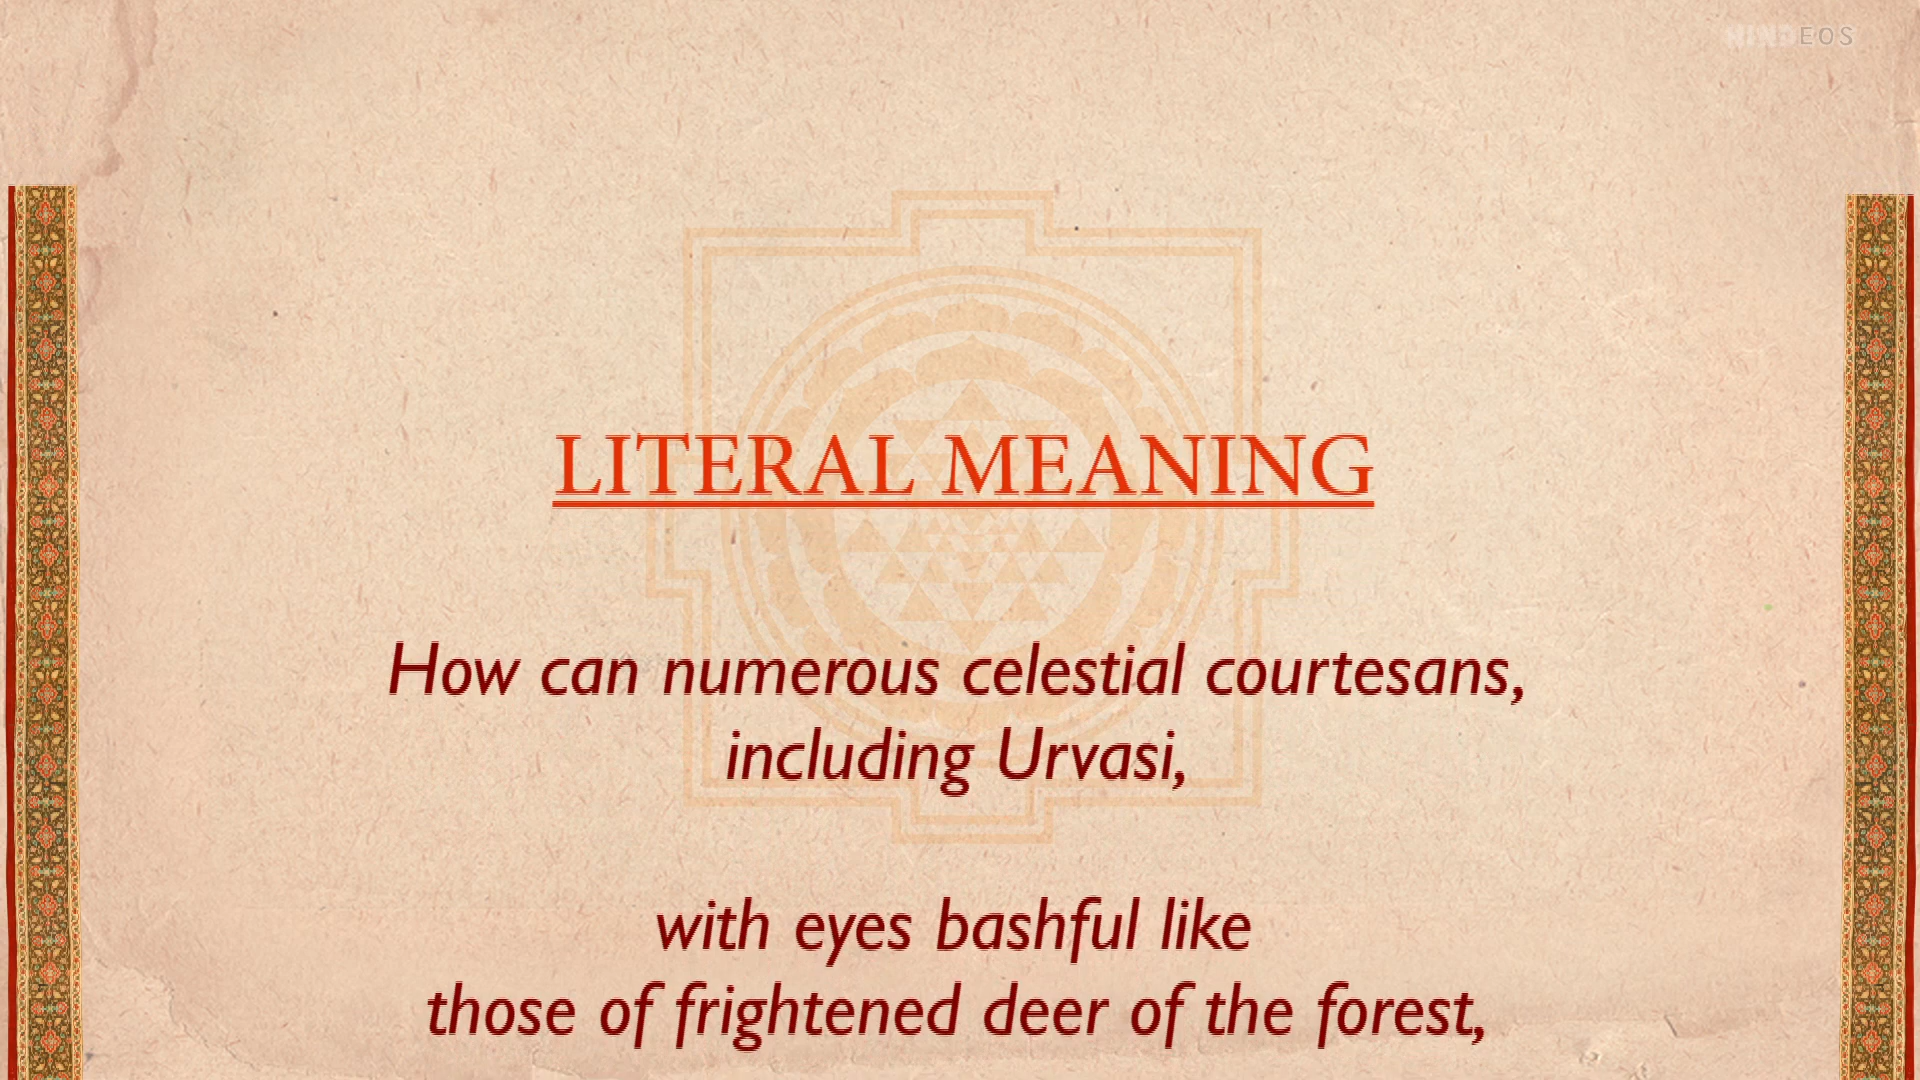 LITERAL MEANING
How can numerous celestial courtesans,
including Urvasi,
with eyes bashful like
those of frightened deer of the forest,